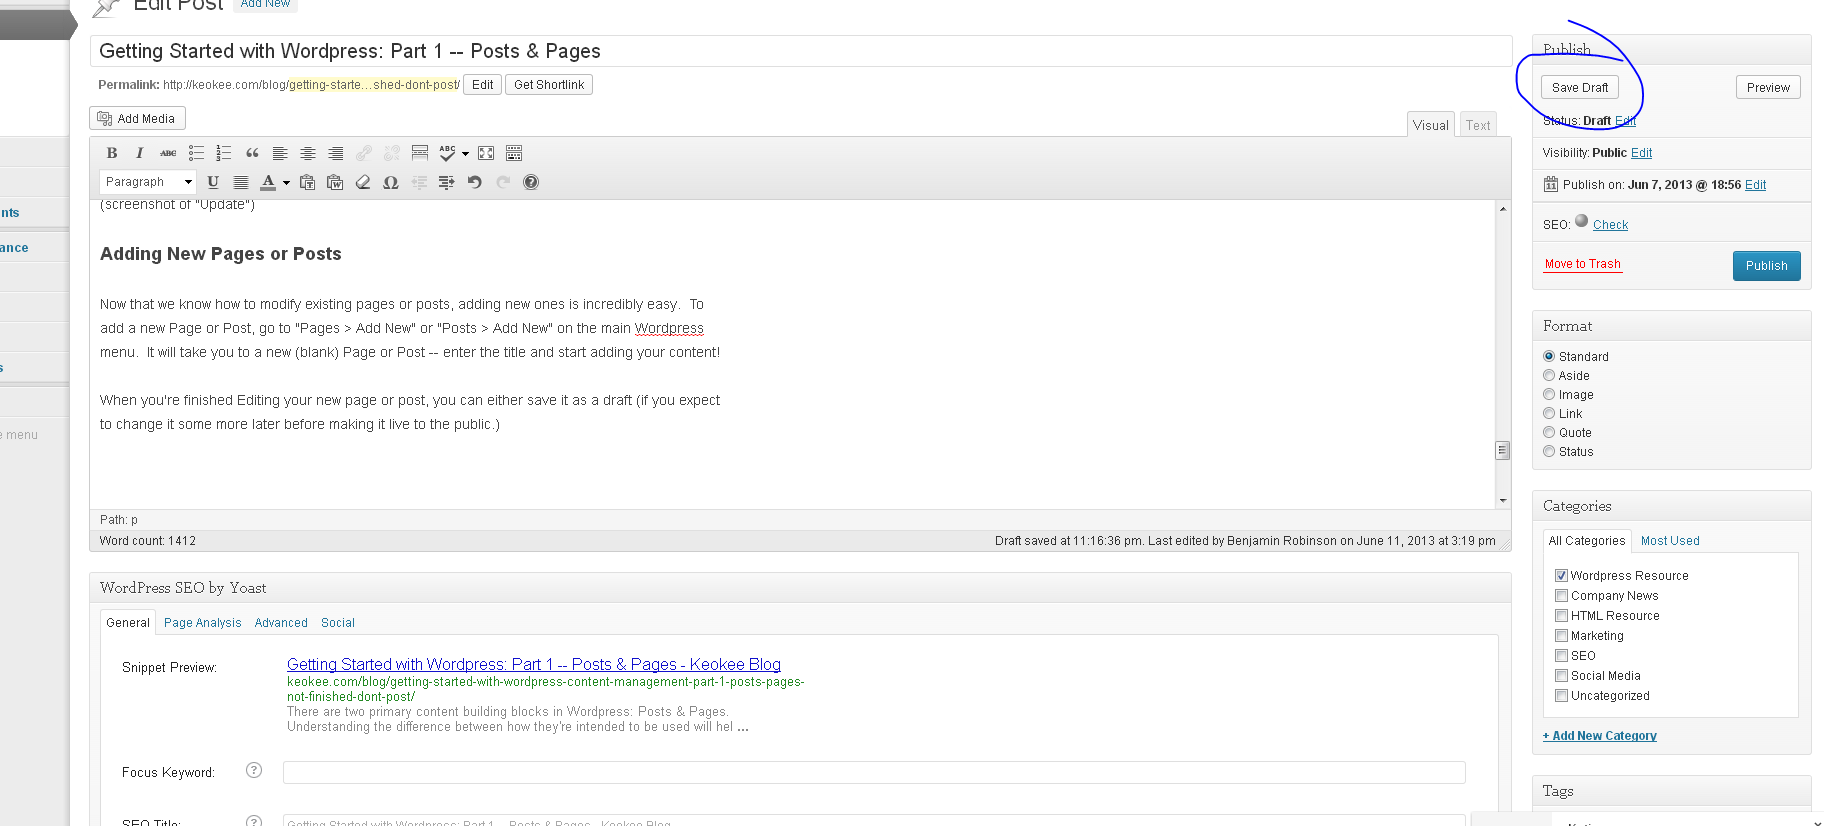 Edit Post Add New
Getting Started with Wordpress: Part 1 -- Posts & Pages
Permalink: http://keokee.com/blog/getting-starte...shed-dont-post/ Edit Get Shortlink
Add Media
Visual Text
B I ABC ABC
Paragraph U A
(screenshot of "Update")
Adding New Pages or Posts
Now that we know how to modify existing pages or posts, adding new ones is incredibly easy. To
add a new Page or Post, go to "Pages > Add New" or "Posts > Add New" on the main Wordpress
menu. It will take you to a new (blank) Page or Post -- enter the title and start adding your content!
When you're finished Editing your new page or post, you can either save it as a draft (if you expect
to change it some more later before making it live to the public.)
Path: p
Word count: 1412
Draft saved at 11:16:36 pm. Last edited by Benjamin Robinson on June 11, 2013 at 3:19 pm
WordPress SEO by Yoast
General Page Analysis Advanced Social
Snippet Preview:
Getting Started with Wordpress: Part 1 -- Posts & Pages - Keokee Blog
keokee.com/blog/getting-started-with-wordpress-content-management-part-1-posts-pages-
not-finished-dont-post/
There are two primary content building blocks in Wordpress: Posts & Pages.
Understanding the difference between how they're intended to be used will hel ...
Focus Keyword: ?
SEO Title: ? Getting Started with Wordpress: Part 1 -- Posts & Pages - Keokee Blog
nts
ance
s
e menu
Publish
Save Draft Preview
Status: Draft Edit
Visibility: Public Edit
11 Publish on: Jun 7, 2013 @ 18:56 Edit
SEO: Check
Move to Trash Publish
Format
Standard
Aside
Image
Link
Quote
Status
Categories
All Categories Most Used
Wordpress Resource
Company News
HTML Resource
Marketing
SEO
Social Media
Uncategorized
+ Add New Category
Tags